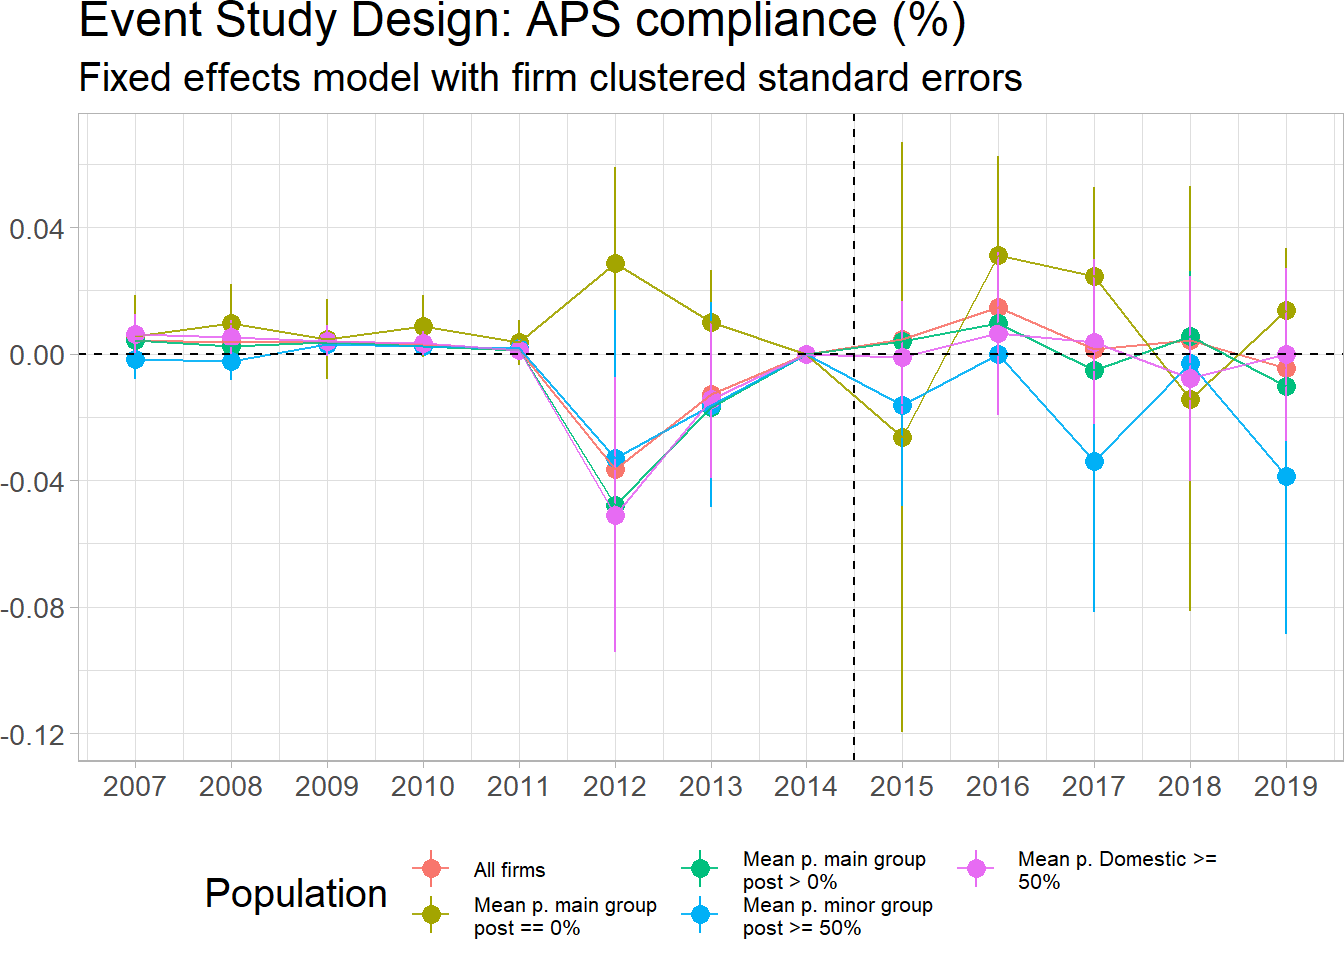 Event Study Design: APS compliance (%)
Fixed effects model with firm clustered standard errors
0.04
0.00
-0.04
-0.08
-0.12
2007 2008 2009 2010 2011 2012 2013 2014 2015 2016 2017 2018 2019
Population
All firms
Mean p. main group
post == 0%
Mean p. main group
post > 0%
Mean p. minor group
post >= 50%
Mean p. Domestic >=
50%